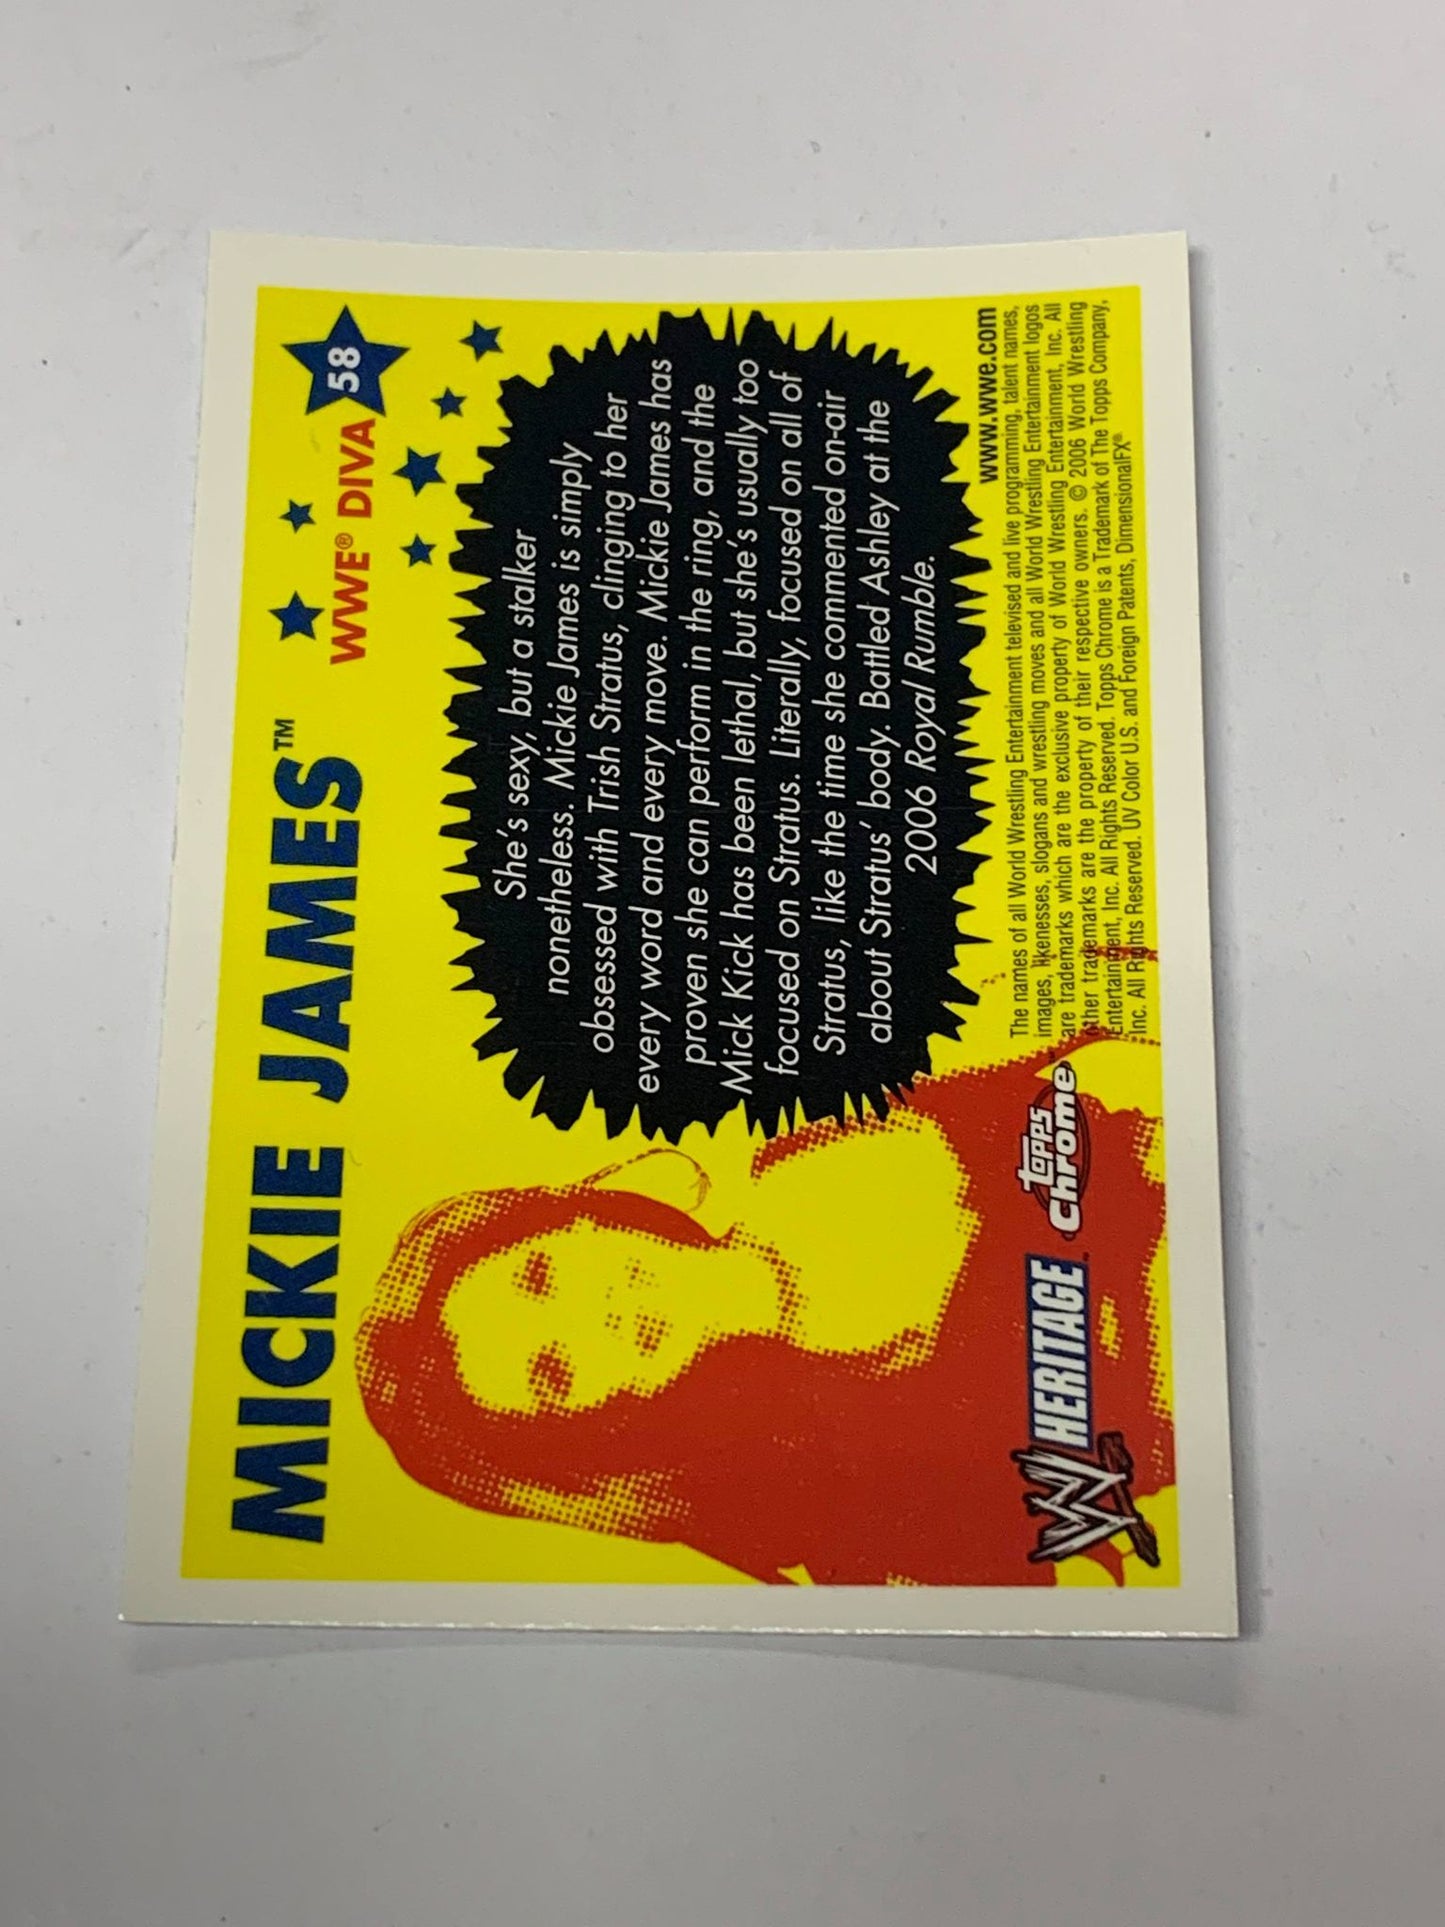 MICKIE JAMES™
WWE® DIVA
58
She's sexy, but a stalker
nonetheless. Mickie James is simply
obsessed with Trish Stratus, clinging to her
every word and every move. Mickie James has
proven she can perform in the ring, and the
Mick Kick has been lethal, but she's usually too
focused on Stratus. Literally, focused on all of
Stratus, like the time she commented on-air
about Stratus' body. Battled Ashley at the
2006 Royal Rumble.
www.wwe.com
The names of all World Wrestling Entertainment televised and live programming, talent names,
images, likenesses, slogans and wrestling moves and all World Wrestling Entertainment logos
are trademarks which are the exclusive property of World Wrestling Entertainment, Inc. All
other trademarks are the property of their respective owners. © 2006 World Wrestling
Entertainment, Inc. All Rights Reserved. Topps Chrome is a Trademark of The Topps Company,
Inc. All Rights Reserved. UV Color U.S. and Foreign Patents, DimensionalFX®
W HERITAGE™
topps
chrome™